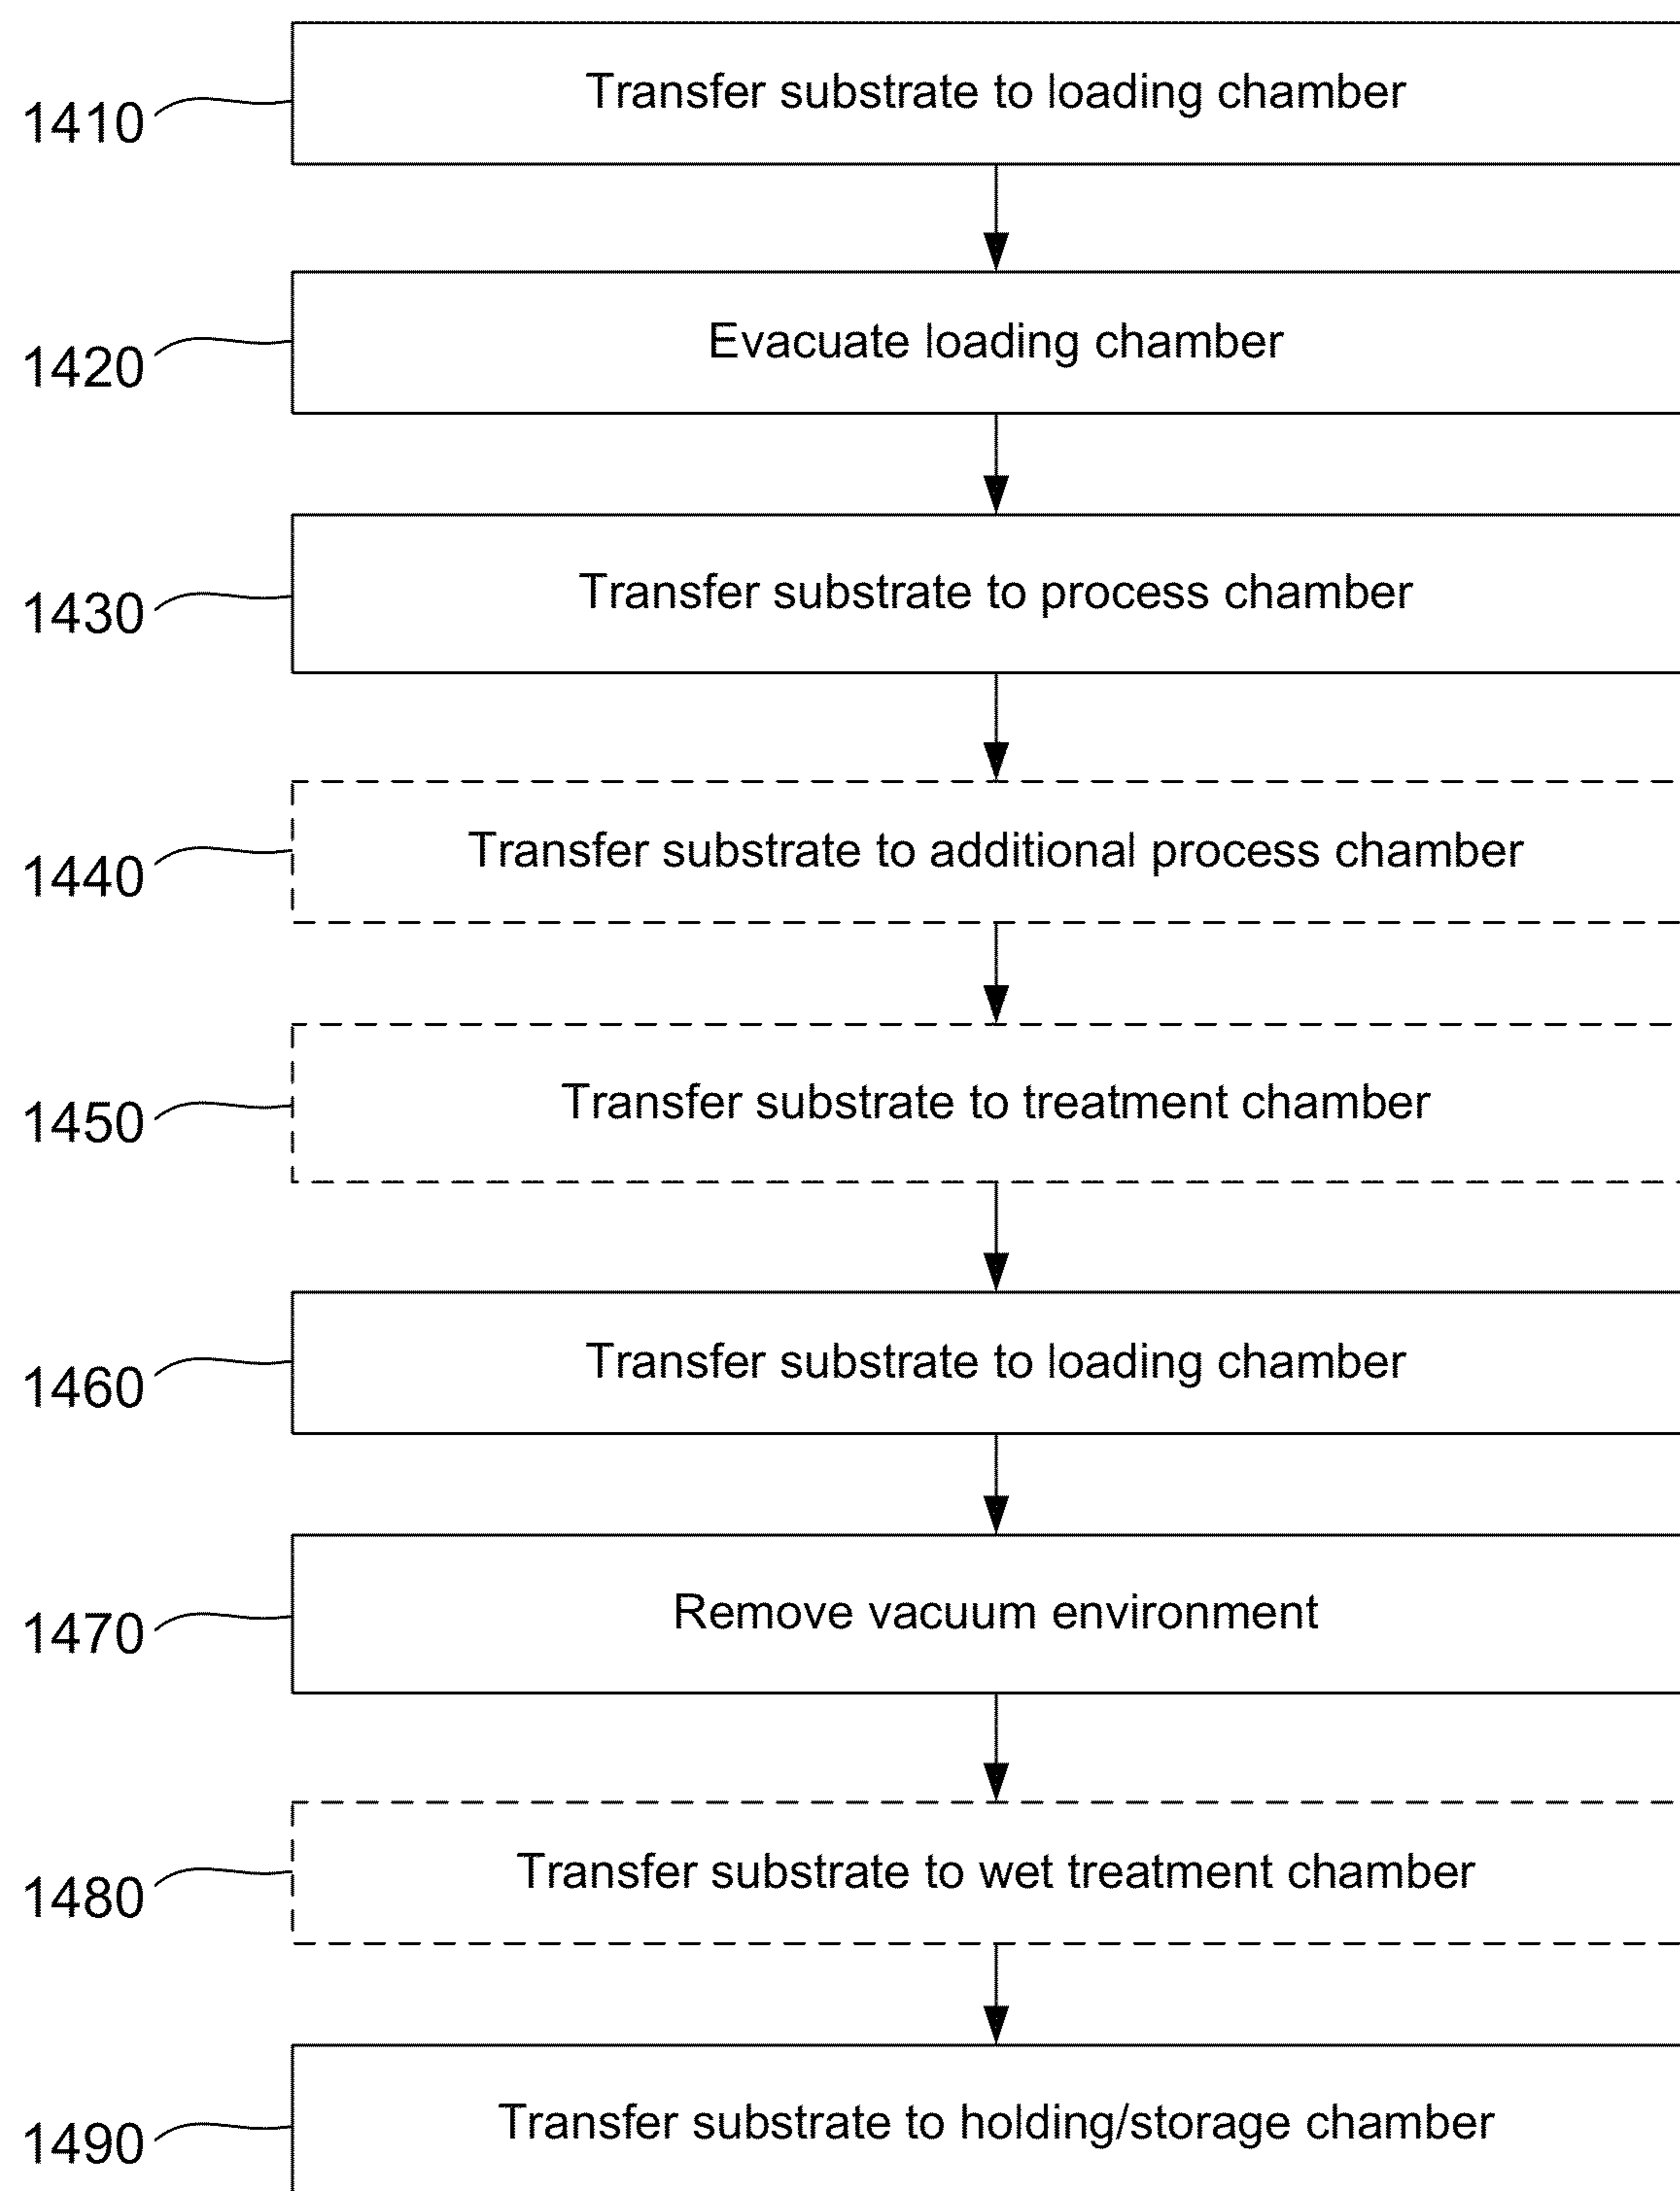 Transfer substrate to loading chamber
1410
Evacuate loading chamber
1420
Transfer substrate to process chamber
1430
Transfer substrate to additional process chamber
1440
Transfer substrate to treatment chamber
1450
Transfer substrate to loading chamber
1460
Remove vacuum environment
1470
Transfer substrate to wet treatment chamber
1480
Transfer substrate to holding/storage chamber
1490